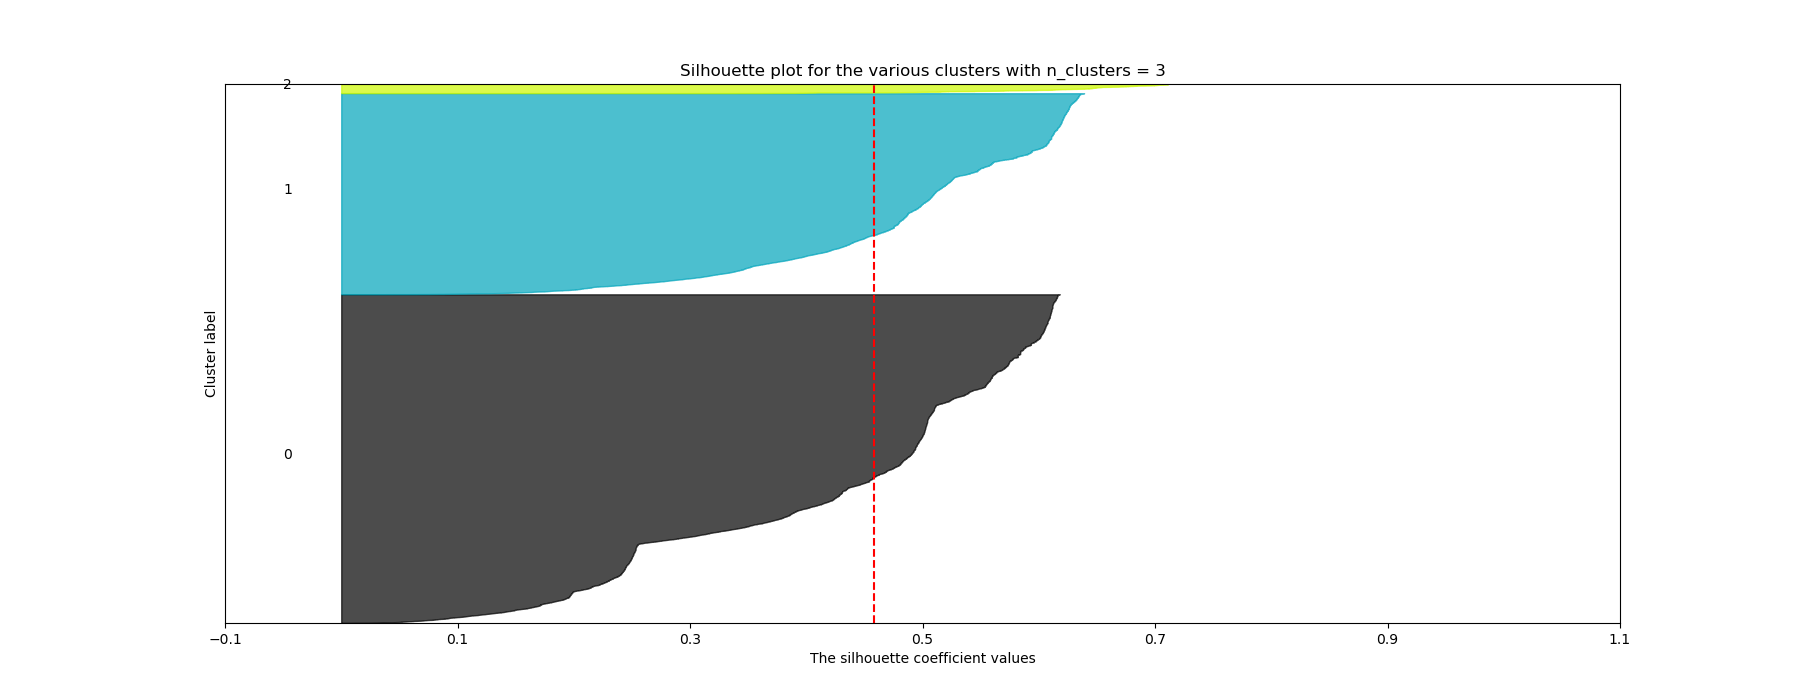 Silhouette plot for the various clusters with n_clusters = 3
2
1
0
Cluster label
−0.1 0.1 0.3 0.5 0.7 0.9 1.1
The silhouette coefficient values